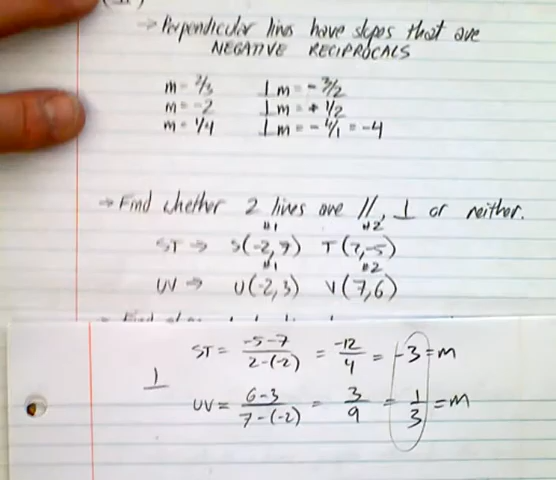 → Perpendicular lines have slopes that are
NEGATIVE RECIPROCALS
m = 2/3 ⊥ m = -3/2
m = -2 ⊥ m = + 1/2
m = 1/4 ⊥ m = -4/1 = -4
→ Find whether 2 lines are //, ⊥ or neither.
#1 #2
ST → S(-2,7) T(2,-5)
#1 #2
UV → U(-2,3) V(7,6)
ST = -5-7 / 2-(-2) = -12/4 = -3 = m
⊥
UV = 6-3 / 7-(-2) = 3/9 = 1/3 = m